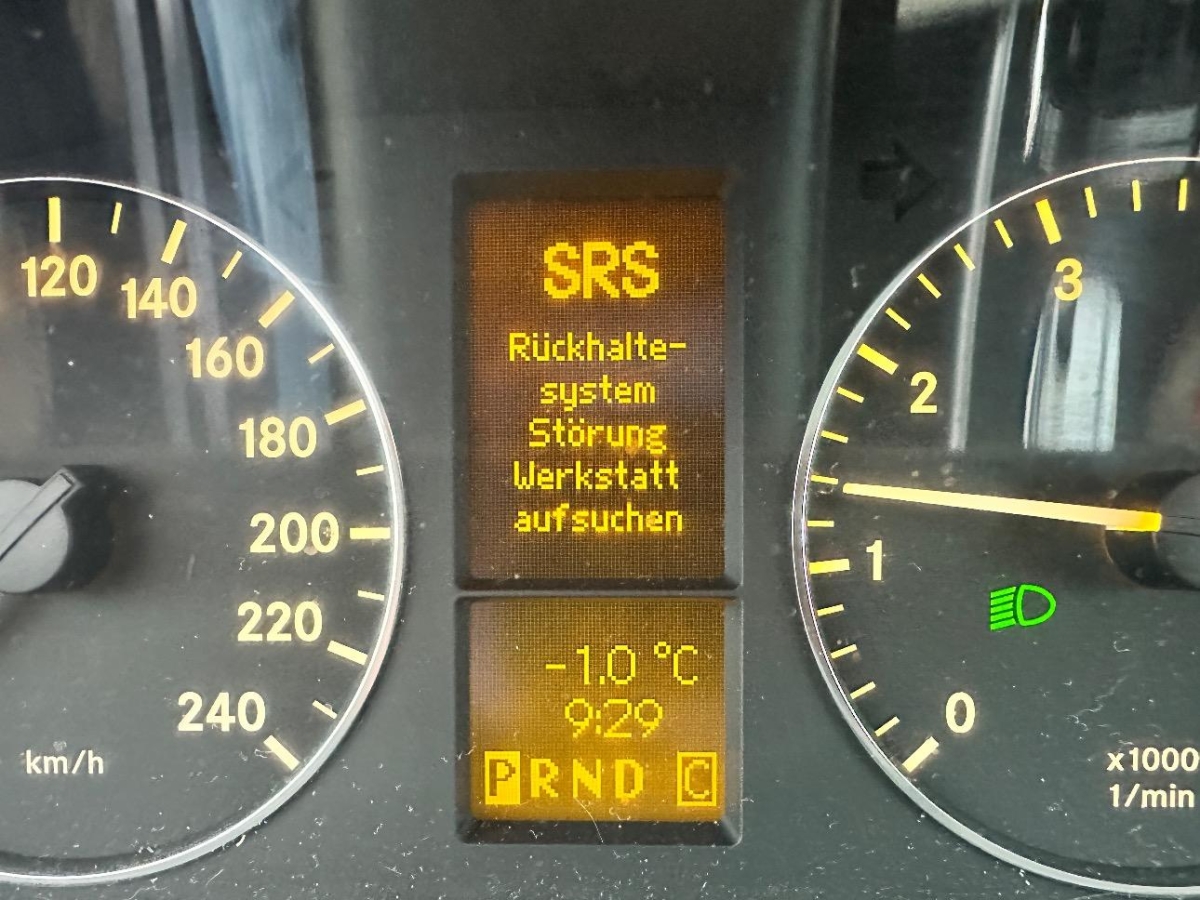 120
140
160
180
200
220
240
km/h
SRS
Rückhalte-
system
Störung
Werkstatt
aufsuchen
-1.0 °C
9:29
PRND C
3
2
1
0
x1000
1/min